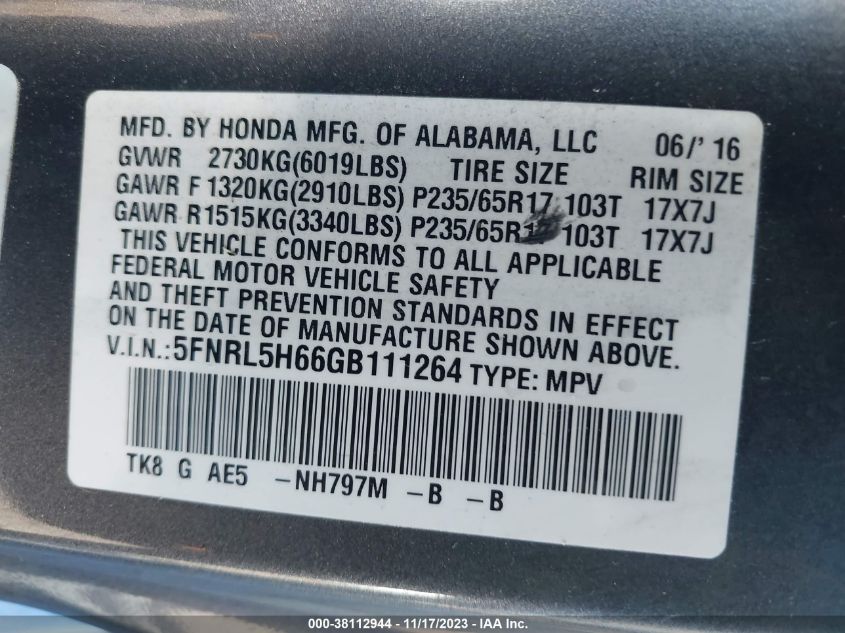 MFD. BY HONDA MFG. OF ALABAMA, LLC 06/'16
GVWR 2730KG(6019LBS) TIRE SIZE RIM SIZE
GAWR F 1320KG(2910LBS) P235/65R17 103T 17X7J
GAWR R1515KG(3340LBS) P235/65R17 103T 17X7J
THIS VEHICLE CONFORMS TO ALL APPLICABLE
FEDERAL MOTOR VEHICLE SAFETY
AND THEFT PREVENTION STANDARDS IN EFFECT
ON THE DATE OF MANUFACTURE SHOWN ABOVE.
V.I.N.:5FNRL5H66GB111264 TYPE: MPV
TK8 G AE5 -NH797M -B -B
000-38112944 - 11/17/2023 - IAAI Inc.